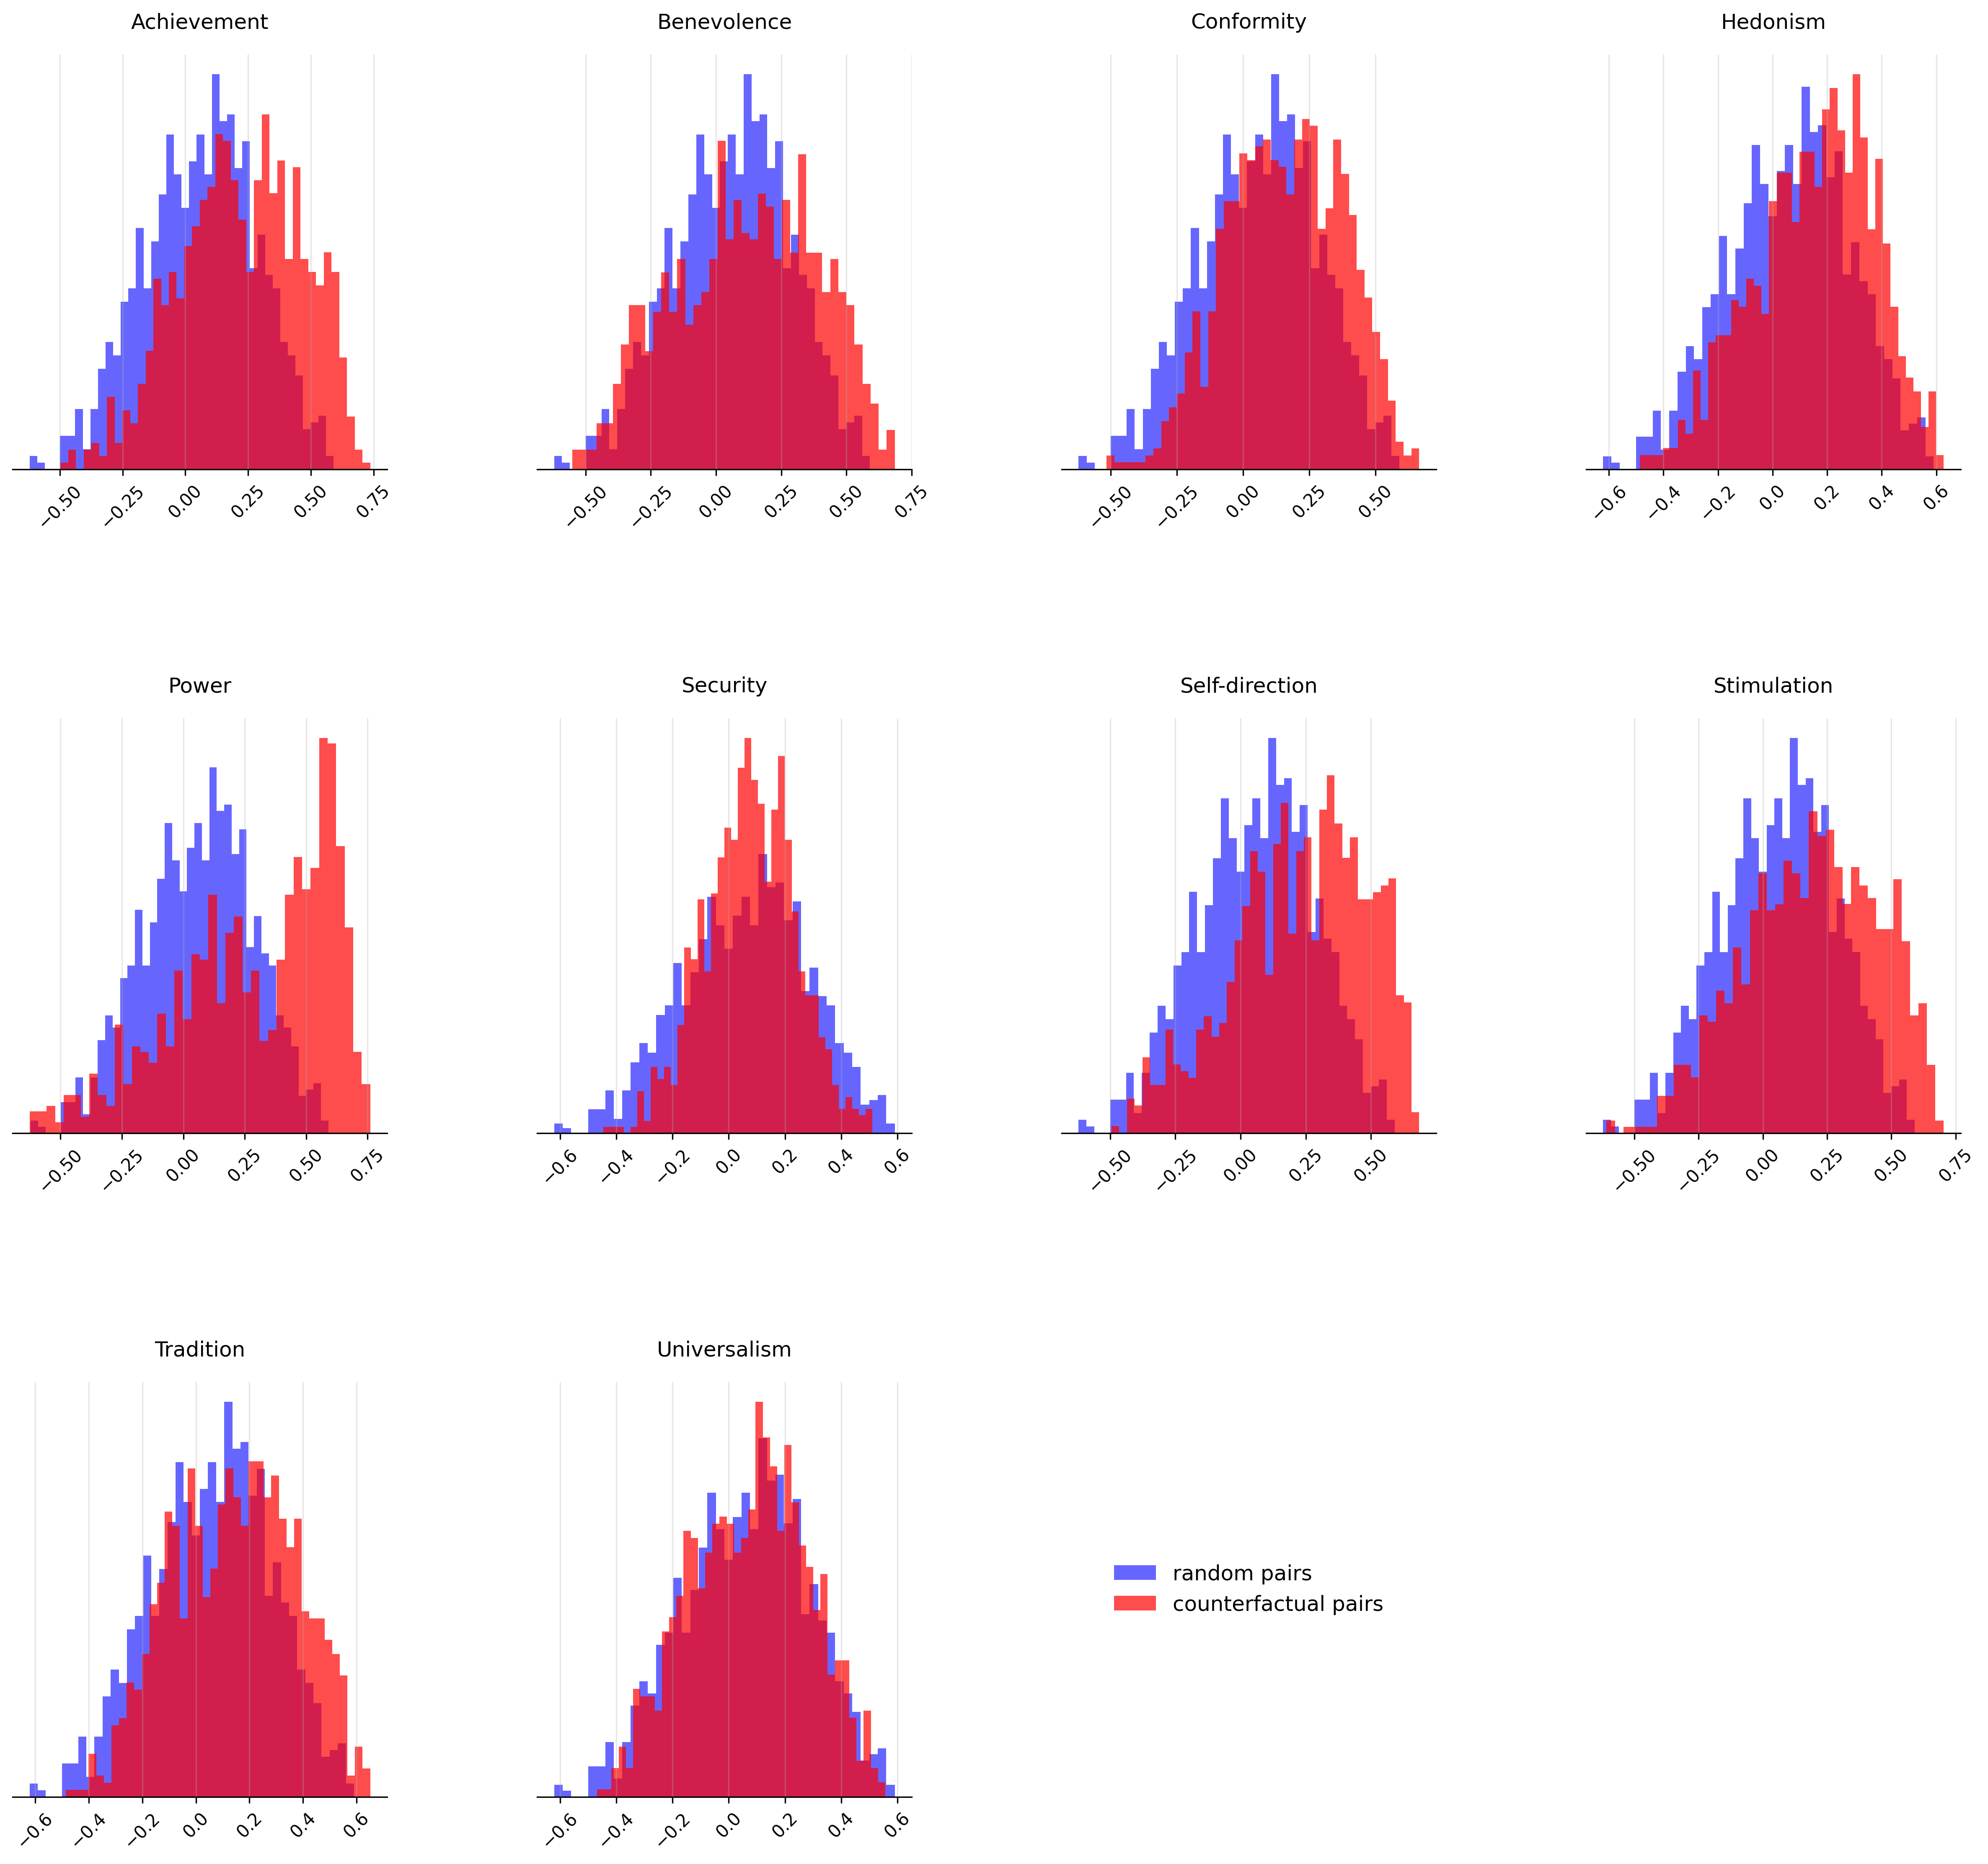 Achievement
Benevolence
Conformity
Hedonism
−0.50 −0.25 0.00 0.25 0.50 0.75
−0.50 −0.25 0.00 0.25 0.50 0.75
−0.50 −0.25 0.00 0.25 0.50
−0.6 −0.4 −0.2 0.0 0.2 0.4 0.6
Power
Security
Self-direction
Stimulation
−0.50 −0.25 0.00 0.25 0.50 0.75
−0.6 −0.4 −0.2 0.0 0.2 0.4 0.6
−0.50 −0.25 0.00 0.25 0.50
−0.50 −0.25 0.00 0.25 0.50 0.75
Tradition
Universalism
random pairs
counterfactual pairs
−0.6 −0.4 −0.2 0.0 0.2 0.4 0.6
−0.6 −0.4 −0.2 0.0 0.2 0.4 0.6